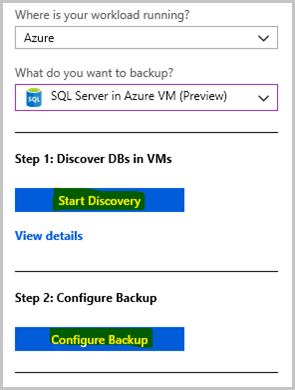 Where is your workload running?
Azure
What do you want to backup?
SQL
SQL Server in Azure VM (Preview)
Step 1: Discover DBs in VMs
Start Discovery
View details
Step 2: Configure Backup
Configure Backup